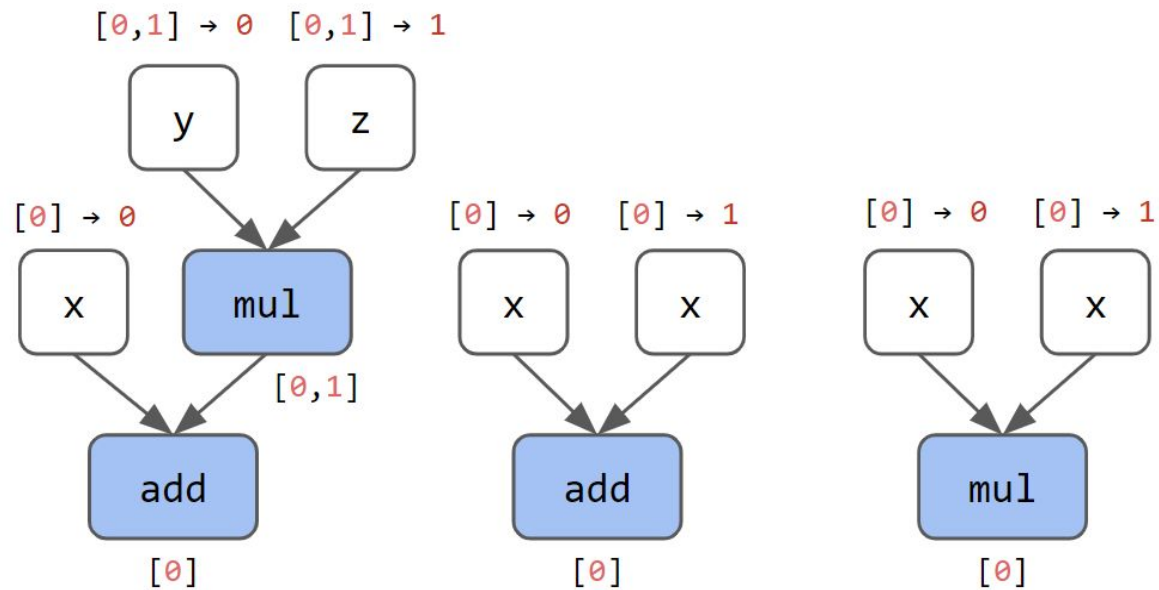 [0,1] → 0 [0,1] → 1
y z
[0] → 0 [0] → 0 [0] → 1 [0] → 0 [0] → 1
x mul x x x x
[0,1]
add add mul
[0] [0] [0]